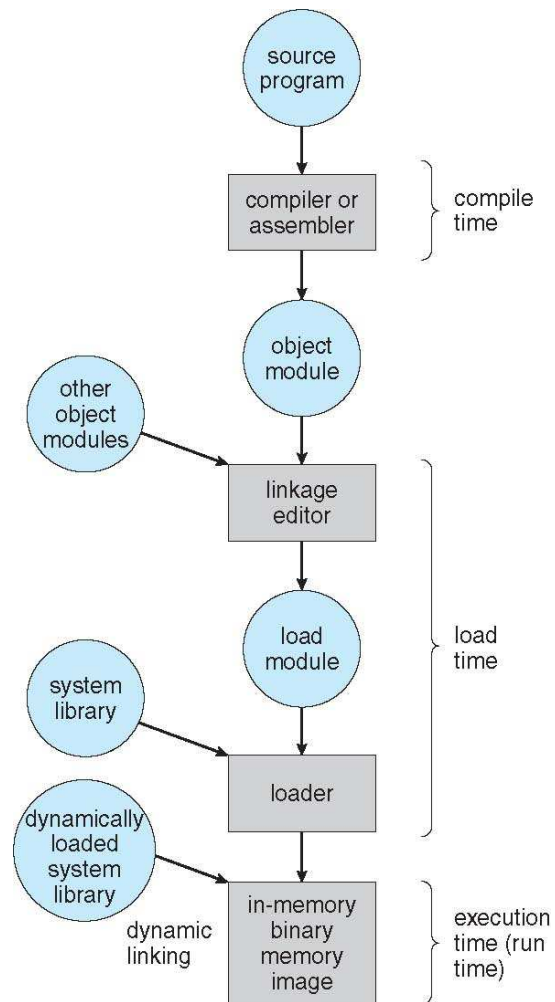 source
program
compiler or
assembler
compile
time
object
module
other
object
modules
linkage
editor
load
module
load
time
system
library
loader
dynamically
loaded
system
library
dynamic
linking
in-memory
binary
memory
image
execution
time (run
time)